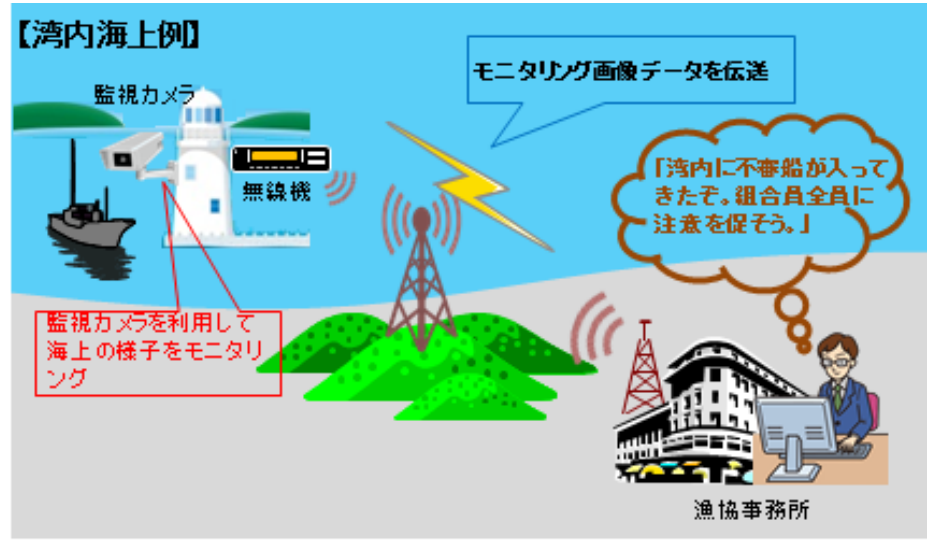 【湾内海上例】
モニタリング画像データを伝送
監視カメラ
「湾内に不審船が入って
きたぞ。組合員全員に
注意を促そう。」
無線機
監視カメラを利用して
海上の様子をモニタリ
ング
漁協事務所